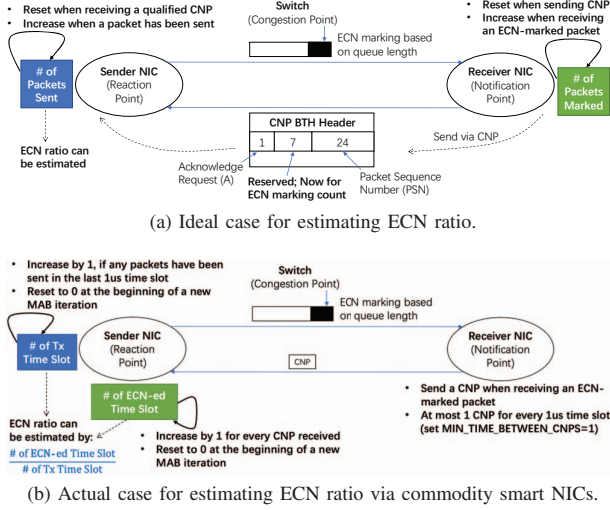 • Reset when receiving a qualified CNP
• Increase when a packet has been sent
Switch
(Congestion Point)
• Reset when sending CNP
• Increase when receiving
an ECN-marked packet
ECN marking based
on queue length
# of
Packets
Sent
Sender NIC
(Reaction
Point)
Receiver NIC
(Notification
Point)
# of
Packets
Marked
ECN ratio can
be estimated
CNP BTH Header
1 7 24
Send via CNP
Acknowledge
Request (A)
Reserved; Now for
ECN marking count
Packet Sequence
Number (PSN)
(a) Ideal case for estimating ECN ratio.
• Increase by 1, if any packets have been
sent in the last 1us time slot
• Reset to 0 at the beginning of a new
MAB iteration
Switch
(Congestion Point)
ECN marking based
on queue length
# of Tx
Time Slot
Sender NIC
(Reaction
Point)
CNP
Receiver NIC
(Notification
Point)
# of ECN-ed
Time Slot
• Send a CNP when receiving an ECN-
marked packet
• At most 1 CNP for every 1us time slot
(set MIN_TIME_BETWEEN_CNPS=1)
ECN ratio can
be estimated by:
# of ECN-ed Time Slot
# of Tx Time Slot
• Increase by 1 for every CNP received
• Reset to 0 at the beginning of a new
MAB iteration
(b) Actual case for estimating ECN ratio via commodity smart NICs.